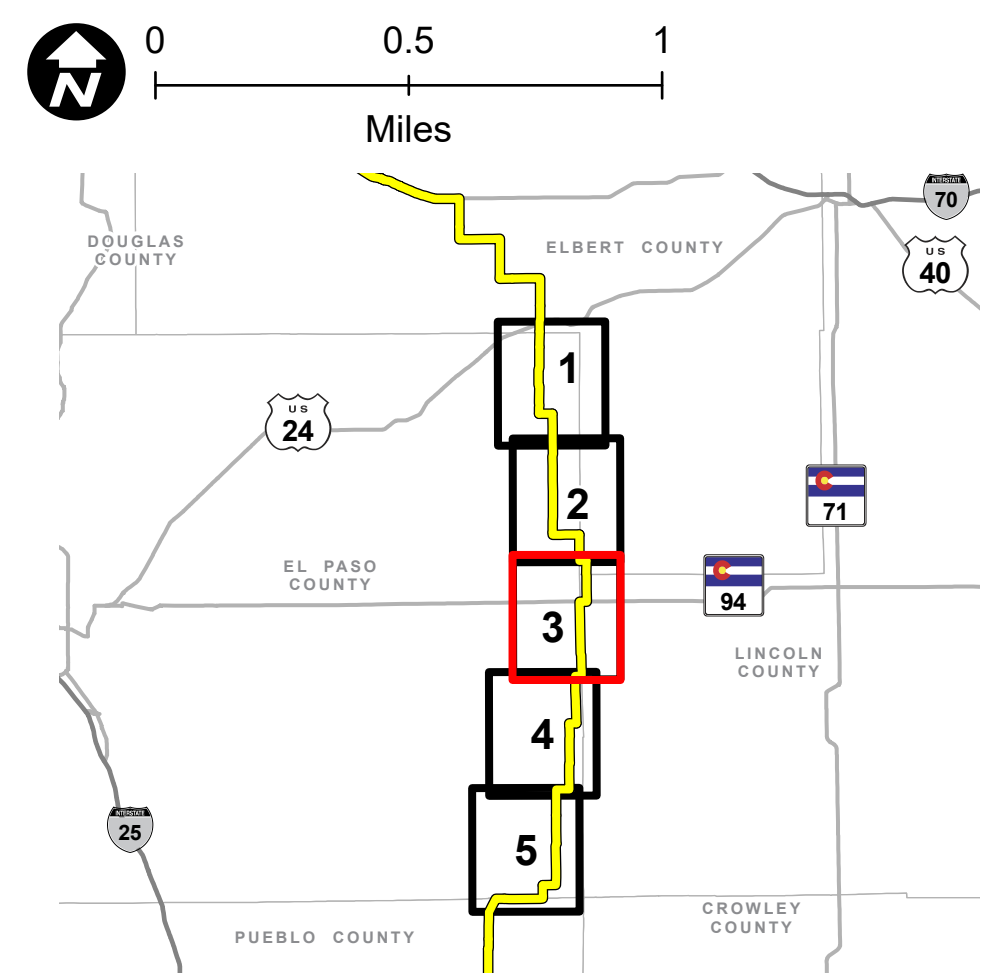 0 0.5 1
N
Miles
INTERSTATE
70
DOUGLAS
COUNTY
ELBERT COUNTY
US
40
1
US
24
2
71
EL PASO
COUNTY
94
3
LINCOLN
COUNTY
4
INTERSTATE
25
5
CROWLEY
COUNTY
PUEBLO COUNTY